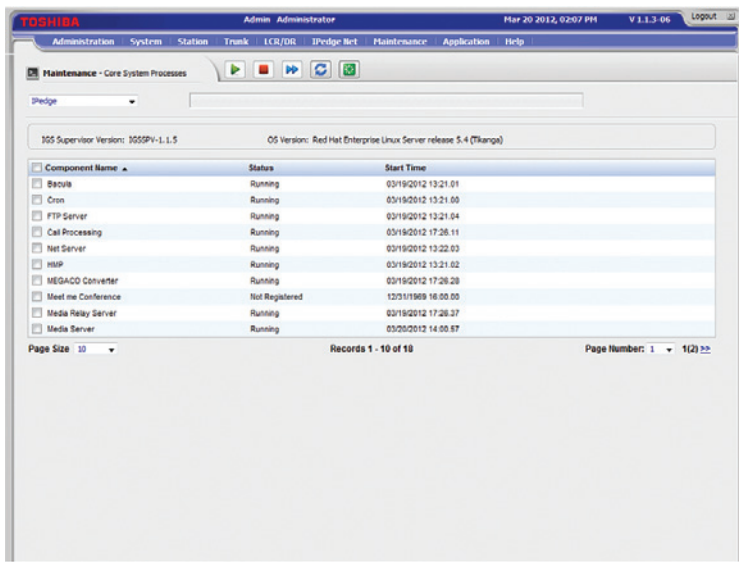 TOSHIBA Admin Administrator Mar 20 2012, 02:07 PM V 1.1.3-06 Logout
Administration System Station Trunk LCR/DR IPedge Net Maintenance Application Help
Maintenance - Core System Processes
IPedge
IGS Supervisor Version: IGSSPV-1.1.5 OS Version: Red Hat Enterprise Linux Server release 5.4 (Tikanga)
Component Name Status Start Time
Bacula Running 03/19/2012 13:21.01
Cron Running 03/19/2012 13:21.00
FTP Server Running 03/19/2012 13:21.04
Call Processing Running 03/19/2012 17:26.11
Net Server Running 03/19/2012 13:22.03
HMP Running 03/19/2012 13:21.02
MEGACO Converter Running 03/19/2012 17:26.28
Meet me Conference Not Registered 12/31/1969 16:00.00
Media Relay Server Running 03/19/2012 17:26.37
Media Server Running 03/20/2012 14:00.57
Page Size 10 Records 1 - 10 of 18 Page Number: 1 1(2) >>